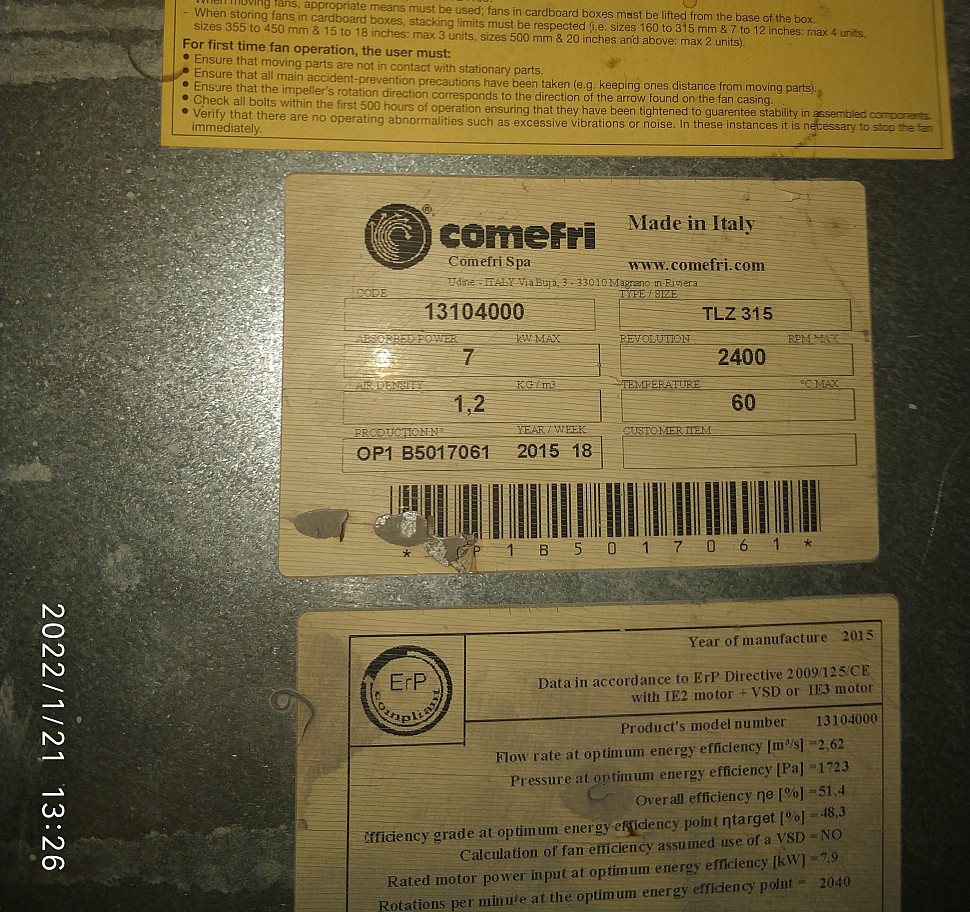 When moving fans, appropriate means must be used; fans in cardboard boxes must be lifted from the base of the box.
- When storing fans in cardboard boxes, stacking limits must be respected (i.e. sizes 160 to 315 mm & 7 to 12 inches: max 4 units,
sizes 355 to 450 mm & 15 to 18 inches: max 3 units, sizes 500 mm & 20 inches and above: max 2 units).
For first time fan operation, the user must:
• Ensure that moving parts are not in contact with stationary parts.
• Ensure that all main accident-prevention precautions have been taken (e.g. keeping ones distance from moving parts).
• Ensure that the impeller's rotation direction corresponds to the direction of the arrow found on the fan casing.
• Check all bolts within the first 500 hours of operation ensuring that they have been tightened to guarentee stability in assembled components.
• Verify that there are no operating abnormalities such as excessive vibrations or noise. In these instances it is necessary to stop the fan
immediately.
® comefri Made in Italy
Comefri Spa www.comefri.com
Udine - ITALY Via Buja, 3 - 33010 Magnano in Riviera
CODE TYPE / SIZE
13104000 TLZ 315
ABSORBED POWER kW MAX REVOLUTION RPM MAX
7 2400
AIR DENSITY KG / m3 TEMPERATURE °C MAX
1,2 60
PRODUCTION N° YEAR / WEEK CUSTOMER ITEM
OP1 B5017061 2015 18
* OP1B5017061*
Year of manufacture 2015
ErP compliant
Data in accordance to ErP Directive 2009/125/CE
with IE2 motor + VSD or IE3 motor
Product's model number 13104000
Flow rate at optimum energy efficiency [m³/s] =2,62
Pressure at optimum energy efficiency [Pa] =1723
Overall efficiency ηe [%] =51,4
Efficiency grade at optimum energy efficiency point ηtarget [%] =48,3
Calculation of fan efficiency assumed use of a VSD = NO
Rated motor power input at optimum energy efficiency [kW] =7,9
Rotations per minute at the optimum energy efficiency point = 2040
2022/1/21 13:26